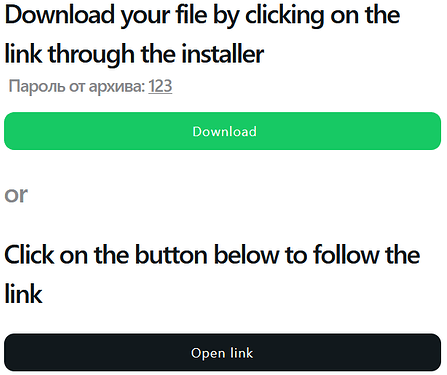 Download your file by clicking on the
link through the installer
Пароль от архива: 123
Download
or
Click on the button below to follow the
link
Open link